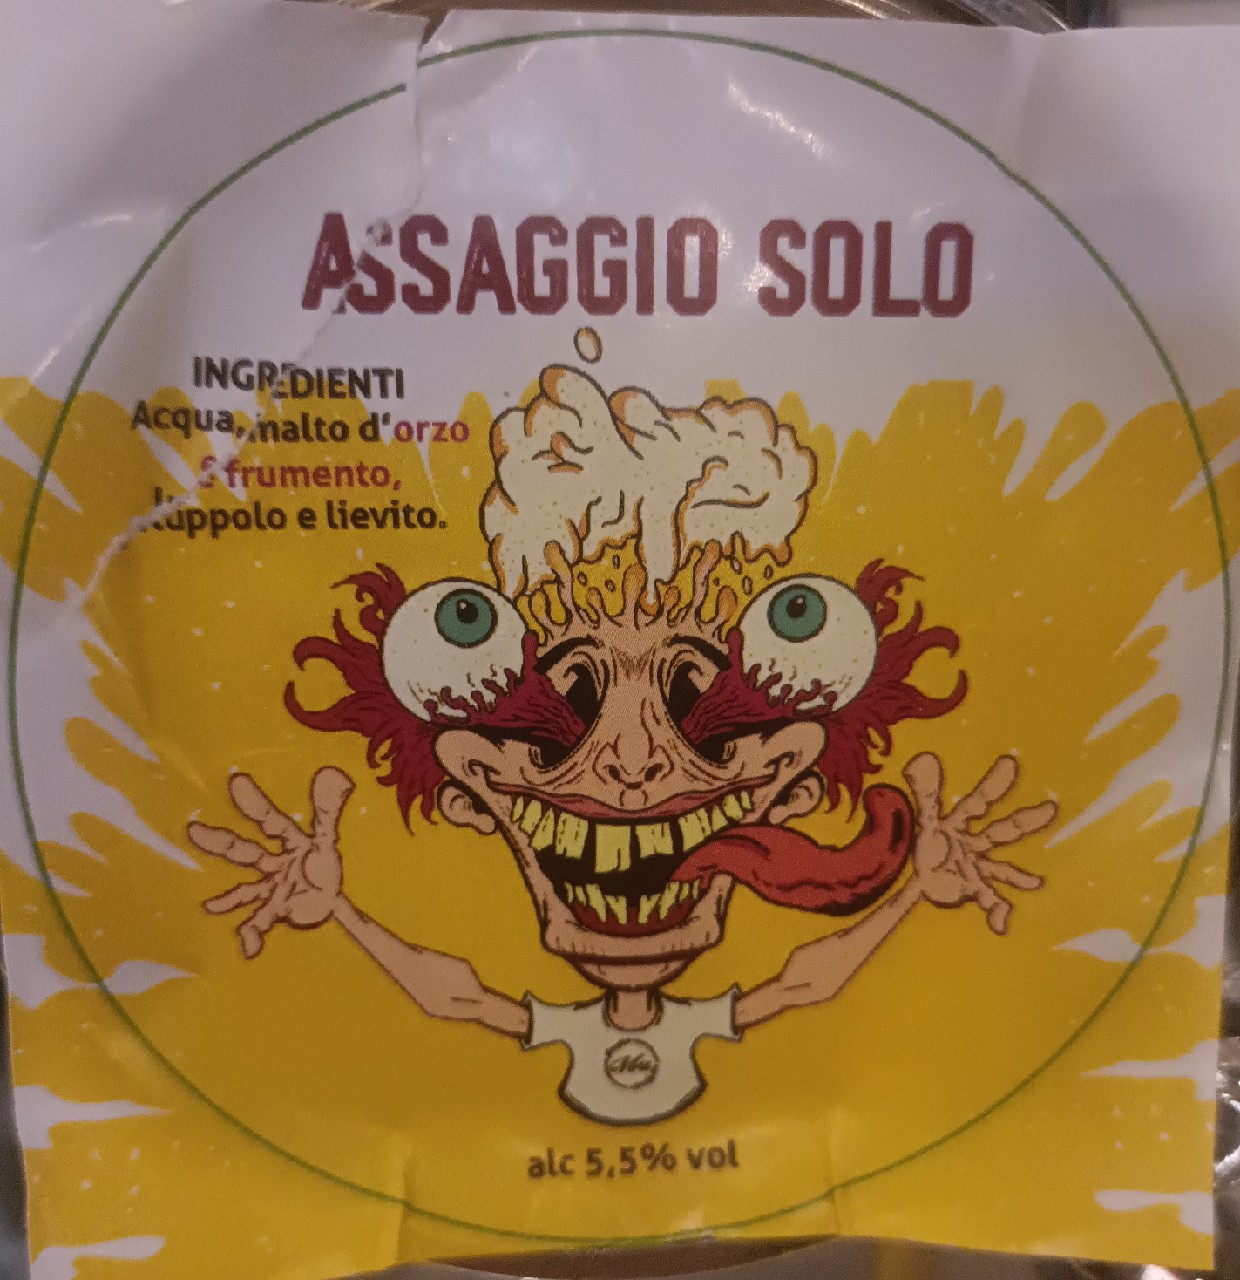 ASSAGGIO SOLO
INGREDIENTI
Acqua, malto d'orzo
frumento,
luppolo e lievito.
alc 5,5% vol